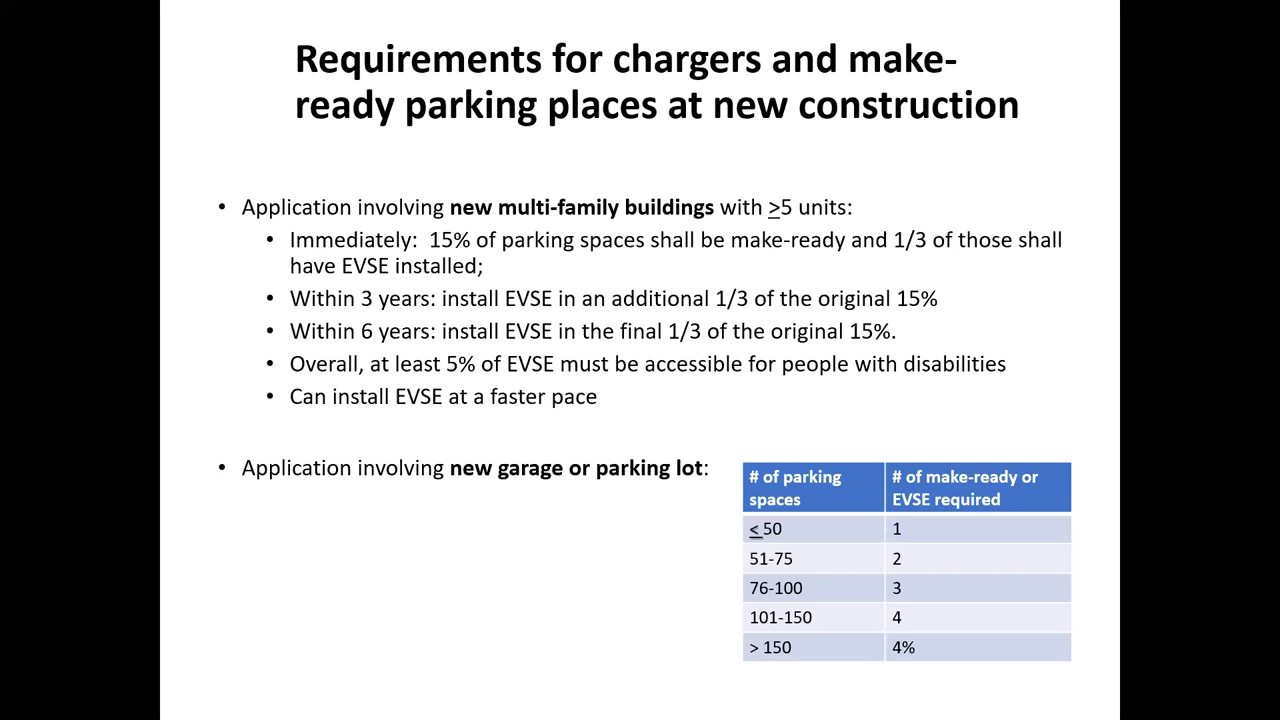 Requirements for chargers and make-
ready parking places at new construction
• Application involving new multi-family buildings with >5 units:
• Immediately:  15% of parking spaces shall be make-ready and 1/3 of those shall
have EVSE installed;
• Within 3 years: install EVSE in an additional 1/3 of the original 15%
• Within 6 years: install EVSE in the final 1/3 of the original 15%.
• Overall, at least 5% of EVSE must be accessible for people with disabilities
• Can install EVSE at a faster pace
• Application involving new garage or parking lot:
# of parking spaces | # of make-ready or EVSE required
< 50 | 1
51-75 | 2
76-100 | 3
101-150 | 4
> 150 | 4%